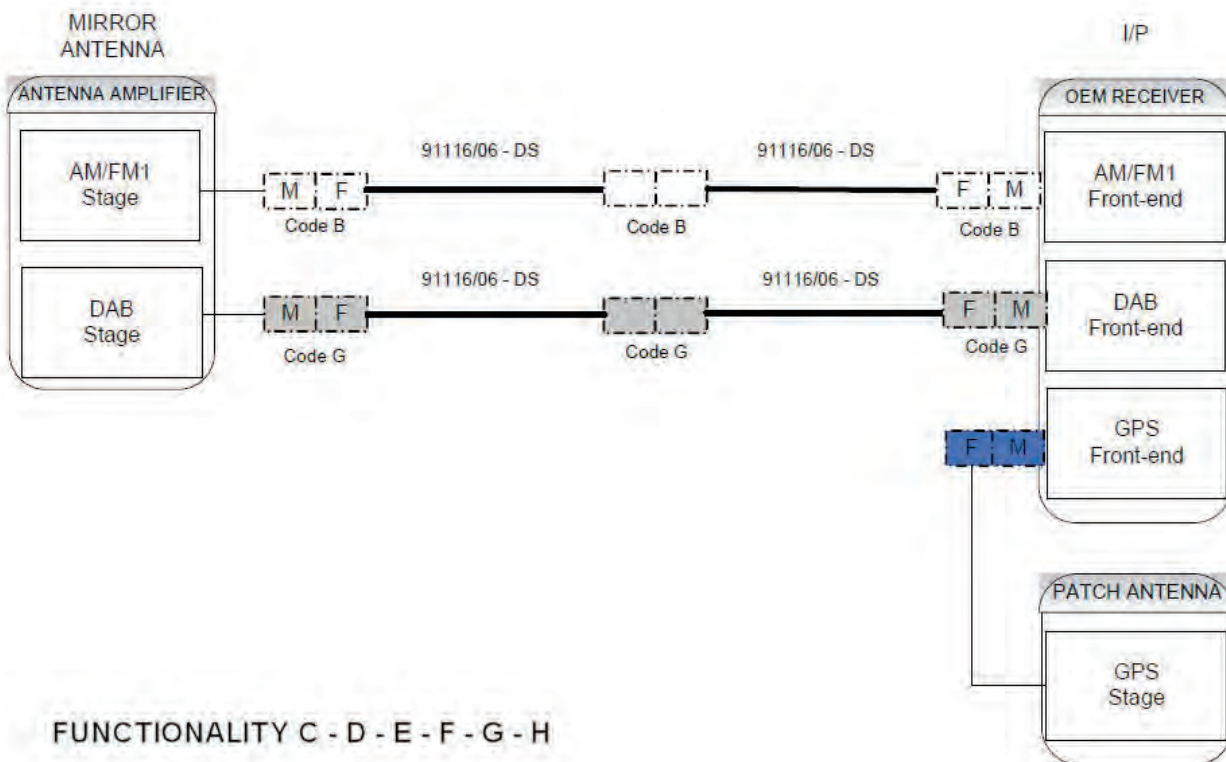 MIRROR
ANTENNA
I/P
ANTENNA AMPLIFIER
OEM RECEIVER
AM/FM1
Stage
91116/06 - DS
91116/06 - DS
AM/FM1
Front-end
M F
F M
Code B
Code B
Code B
DAB
Stage
91116/06 - DS
91116/06 - DS
DAB
Front-end
M F
F M
Code G
Code G
Code G
F M
GPS
Front-end
PATCH ANTENNA
GPS
Stage
FUNCTIONALITY C - D - E - F - G - H